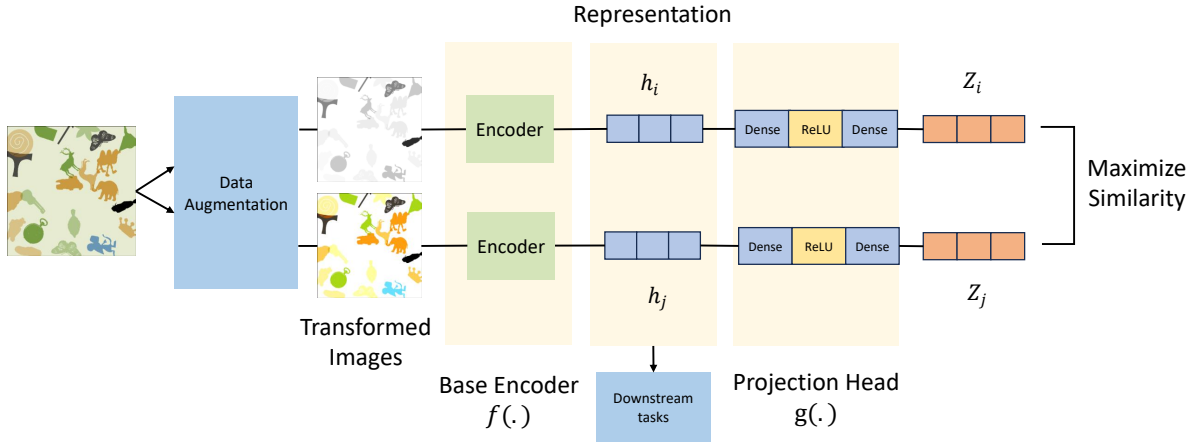 Representation
h_i
Z_i
Encoder
Dense
ReLU
Dense
Data
Augmentation
Maximize
Similarity
Encoder
Dense
ReLU
Dense
h_j
Z_j
Transformed
Images
Base Encoder
f(.)
Downstream
tasks
Projection Head
g(.)